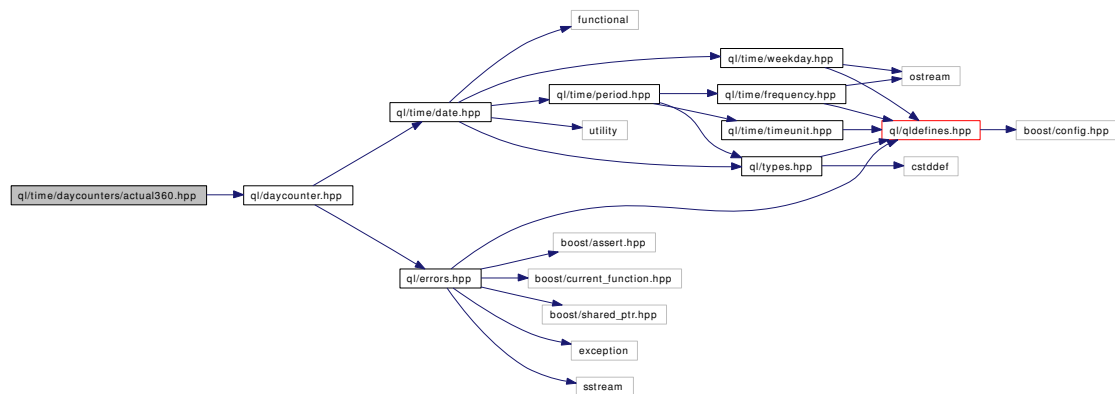 functional
ql/time/weekday.hpp
ostream
ql/time/period.hpp
ql/time/frequency.hpp
ql/time/date.hpp
utility
ql/time/timeunit.hpp
ql/qldefines.hpp
boost/config.hpp
ql/types.hpp
cstddef
ql/time/daycounters/actual360.hpp
ql/daycounter.hpp
boost/assert.hpp
ql/errors.hpp
boost/current_function.hpp
boost/shared_ptr.hpp
exception
sstream